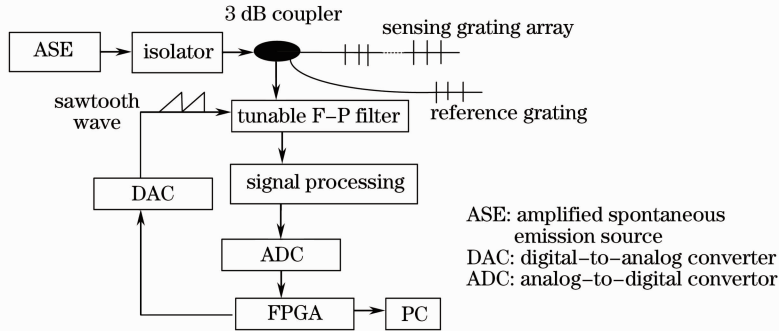 3 dB coupler
sensing grating array
ASE
isolator
reference grating
sawtooth
wave
tunable F-P filter
DAC
signal processing
ADC
FPGA
PC
ASE: amplified spontaneous
emission source
DAC: digital-to-analog converter
ADC: analog-to-digital convertor